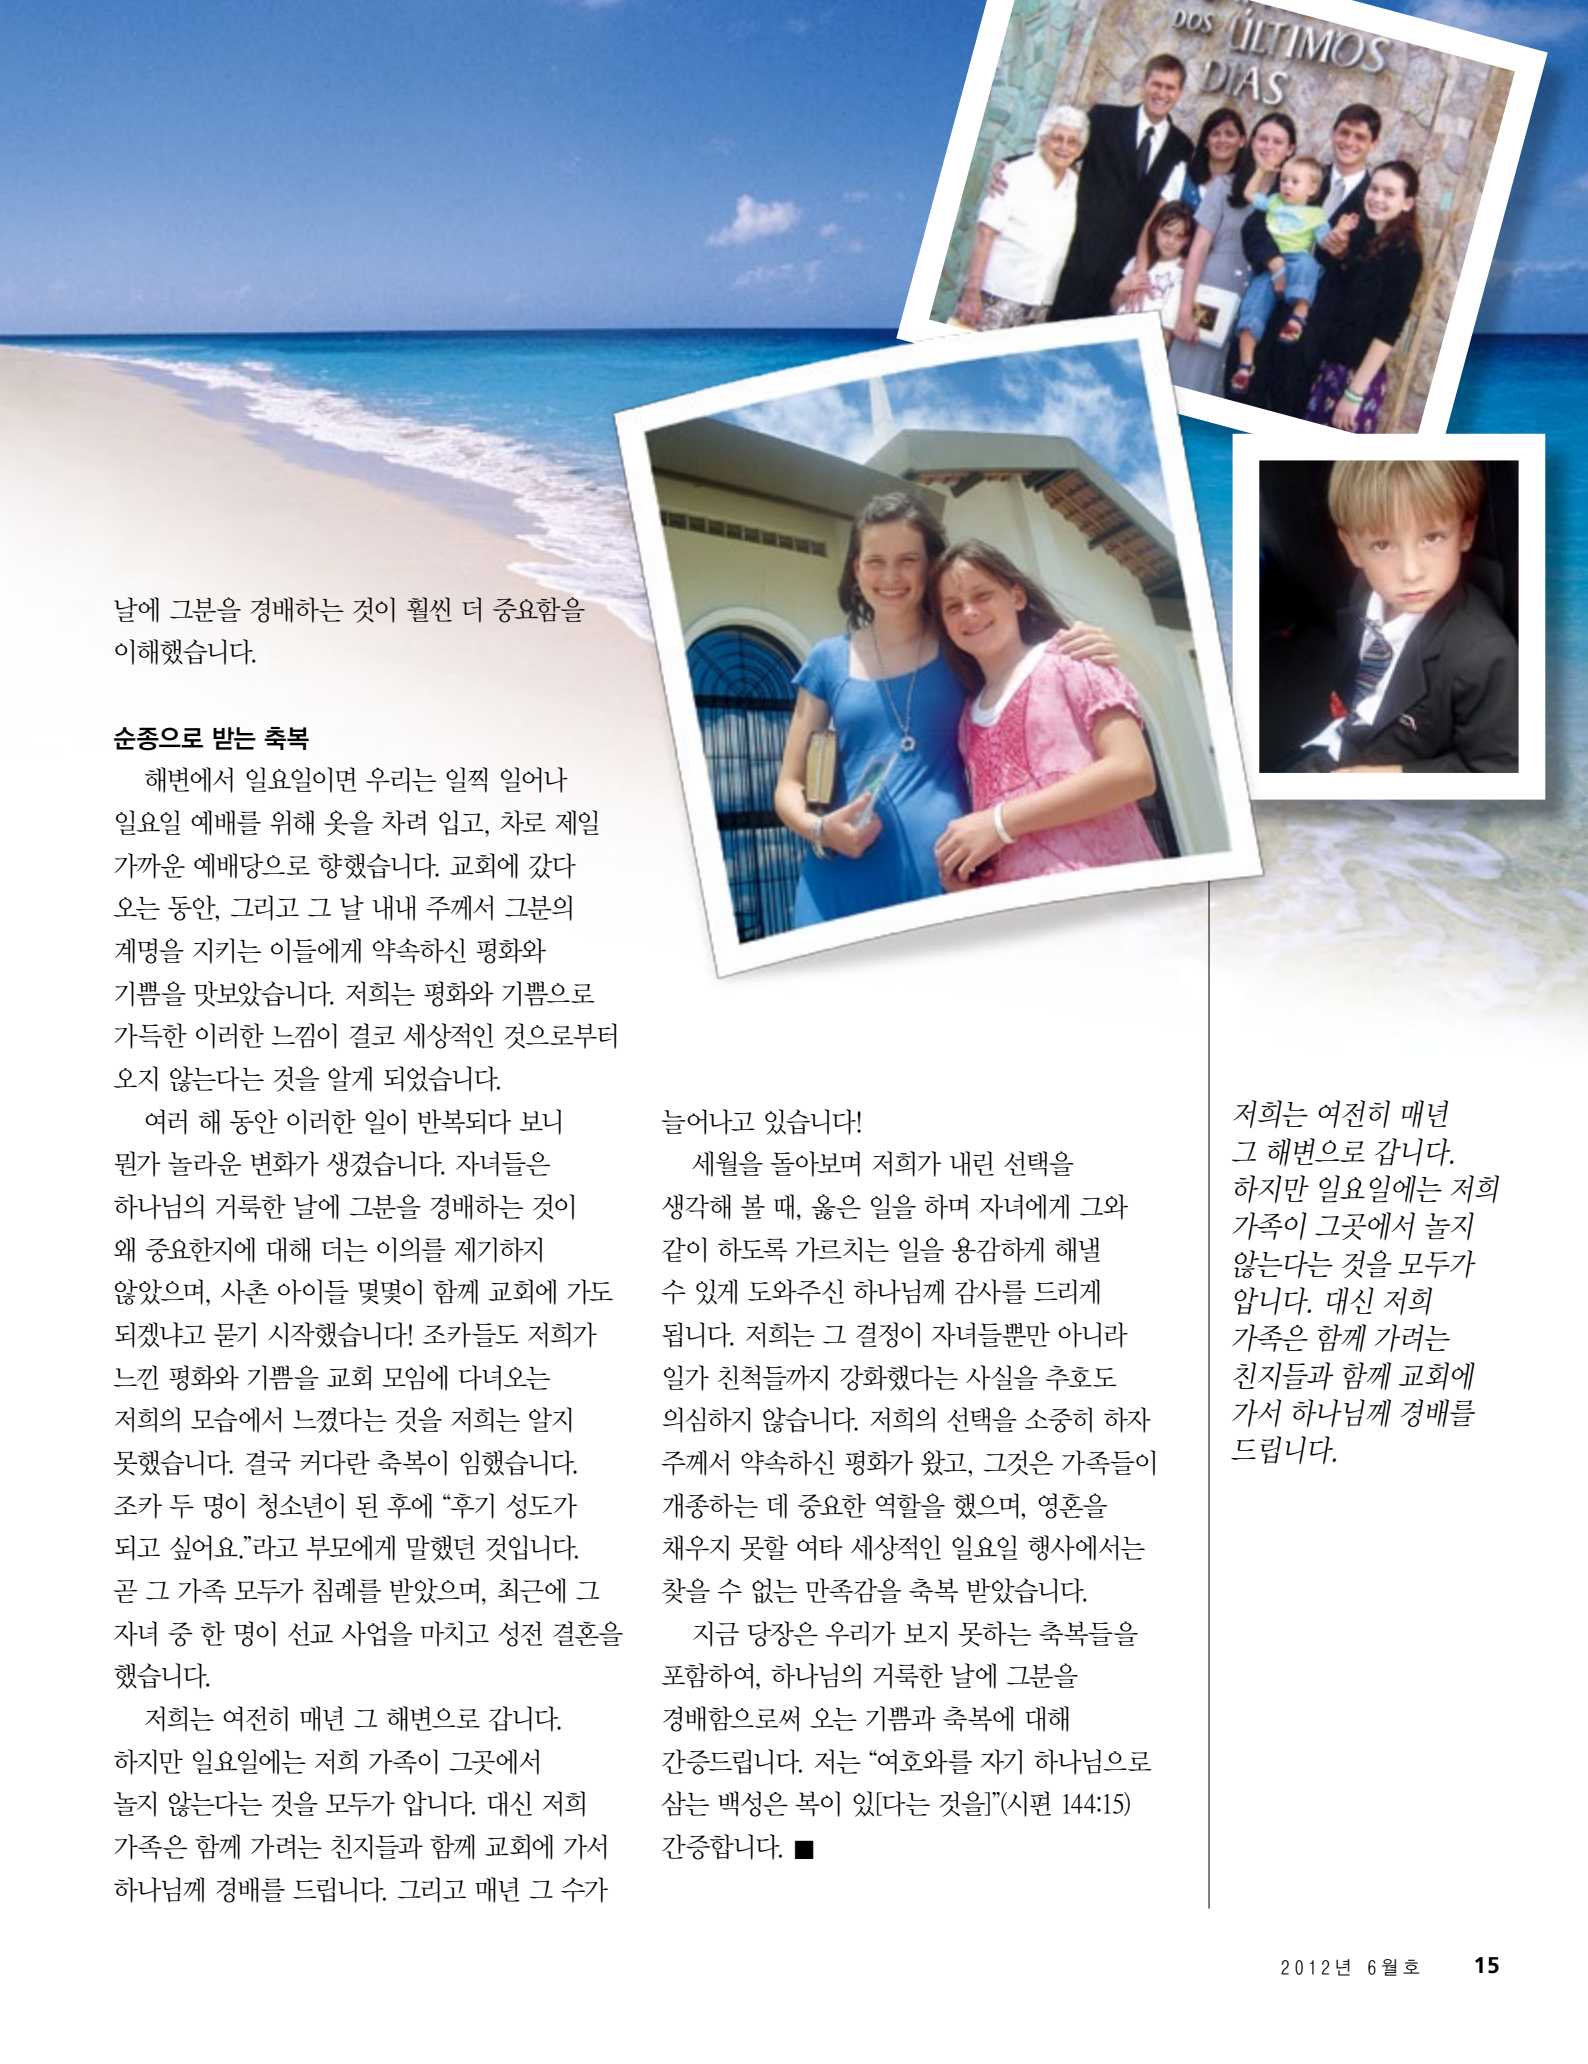 DOS ÚLTIMOS
DIAS
날에 그분을 경배하는 것이 훨씬 더 중요함을
이해했습니다.
순종으로 받는 축복
해변에서 일요일이면 우리는 일찍 일어나
일요일 예배를 위해 옷을 차려 입고, 차로 제일
가까운 예배당으로 향했습니다. 교회에 갔다
오는 동안, 그리고 그 날 내내 주께서 그분의
계명을 지키는 이들에게 약속하신 평화와
기쁨을 맛보았습니다. 저희는 평화와 기쁨으로
가득한 이러한 느낌이 결코 세상적인 것으로부터
오지 않는다는 것을 알게 되었습니다.
여러 해 동안 이러한 일이 반복되다 보니
뭔가 놀라운 변화가 생겼습니다. 자녀들은
하나님의 거룩한 날에 그분을 경배하는 것이
왜 중요한지에 대해 더는 이의를 제기하지
않았으며, 사촌 아이들 몇몇이 함께 교회에 가도
되겠냐고 묻기 시작했습니다! 조카들도 저희가
느낀 평화와 기쁨을 교회 모임에 다녀오는
저희의 모습에서 느꼈다는 것을 저희는 알지
못했습니다. 결국 커다란 축복이 임했습니다.
조카 두 명이 청소년이 된 후에 “후기 성도가
되고 싶어요.”라고 부모에게 말했던 것입니다.
곧 그 가족 모두가 침례를 받았으며, 최근에 그
자녀 중 한 명이 선교 사업을 마치고 성전 결혼을
했습니다.
저희는 여전히 매년 그 해변으로 갑니다.
하지만 일요일에는 저희 가족이 그곳에서
놀지 않는다는 것을 모두가 압니다. 대신 저희
가족은 함께 가려는 친지들과 함께 교회에 가서
하나님께 경배를 드립니다. 그리고 매년 그 수가
늘어나고 있습니다!
세월을 돌아보며 저희가 내린 선택을
생각해 볼 때, 옳은 일을 하며 자녀에게 그와
같이 하도록 가르치는 일을 용감하게 해낼
수 있게 도와주신 하나님께 감사를 드리게
됩니다. 저희는 그 결정이 자녀들뿐만 아니라
일가 친척들까지 강화했다는 사실을 추호도
의심하지 않습니다. 저희의 선택을 소중히 하자
주께서 약속하신 평화가 왔고, 그것은 가족들이
개종하는 데 중요한 역할을 했으며, 영혼을
채우지 못할 여타 세상적인 일요일 행사에서는
찾을 수 없는 만족감을 축복 받았습니다.
지금 당장은 우리가 보지 못하는 축복들을
포함하여, 하나님의 거룩한 날에 그분을
경배함으로써 오는 기쁨과 축복에 대해
간증드립니다. 저는 “여호와를 자기 하나님으로
삼는 백성은 복이 있[다는 것을]”(시편 144:15)
간증합니다. ■
저희는 여전히 매년
그 해변으로 갑니다.
하지만 일요일에는 저희
가족이 그곳에서 놀지
않는다는 것을 모두가
압니다. 대신 저희
가족은 함께 가려는
친지들과 함께 교회에
가서 하나님께 경배를
드립니다.
2012년 6월호 15